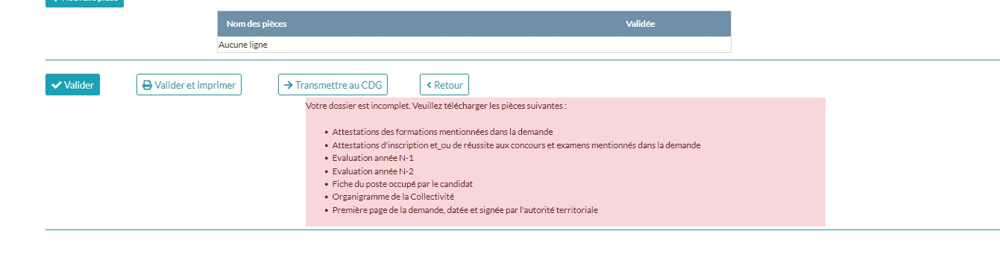 Nom des pièces Validée
Aucune ligne
Valider Valider et imprimer Transmettre au CDG Retour
Votre dossier est incomplet. Veuillez télécharger les pièces suivantes :
• Attestations des formations mentionnées dans la demande
• Attestations d'inscription et_ou de réussite aux concours et examens mentionnés dans la demande
• Evaluation année N-1
• Evaluation année N-2
• Fiche du poste occupé par le candidat
• Organigramme de la Collectivité
• Première page de la demande, datée et signée par l'autorité territoriale